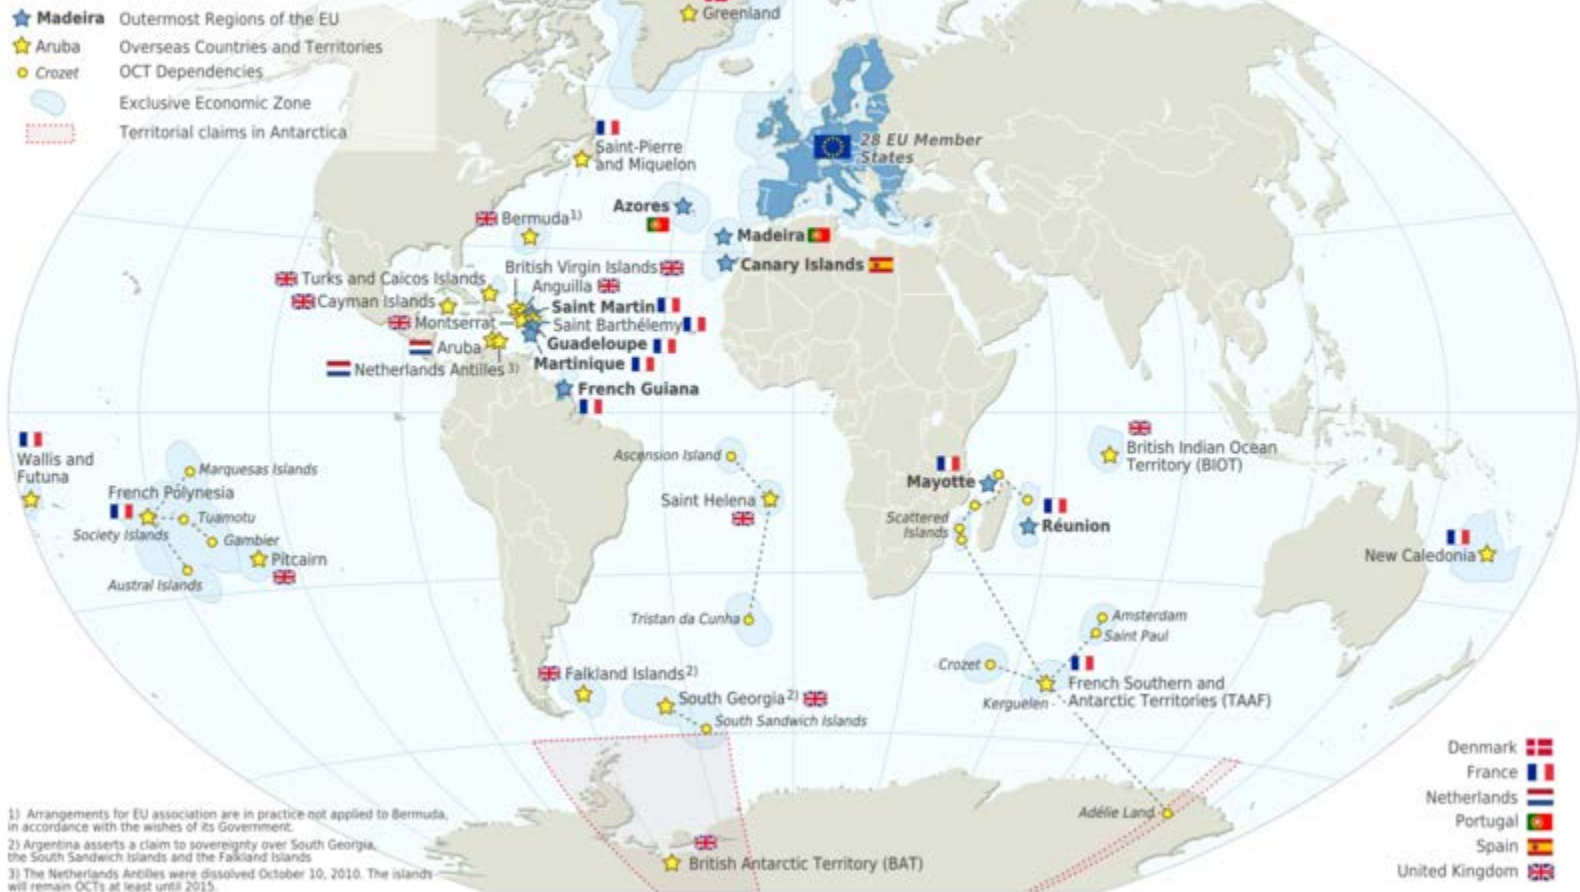 Madeira Outermost Regions of the EU
Aruba Overseas Countries and Territories
Crozet OCT Dependencies
Exclusive Economic Zone
Territorial claims in Antarctica
Greenland
28 EU Member
States
Saint-Pierre
and Miquelon
Azores
Bermuda1)
Madeira
Canary Islands
British Virgin Islands
Turks and Caicos Islands
Anguilla
Cayman Islands
Saint Martin
Montserrat
Saint Barthélemy
Aruba
Guadeloupe
Netherlands Antilles 3)
Martinique
French Guiana
Wallis and
Futuna
Marquesas Islands
French Polynesia
Tuamotu
Society Islands
Gambier
Pitcairn
Austral Islands
Ascension Island
Saint Helena
Tristan da Cunha
British Indian Ocean
Territory (BIOT)
Mayotte
Scattered
Islands
Réunion
New Caledonia
Amsterdam
Saint Paul
Crozet
French Southern and
Antarctic Territories (TAAF)
Kerguelen
Falkland Islands2)
South Georgia2)
South Sandwich Islands
Adélie Land
British Antarctic Territory (BAT)
Denmark
France
Netherlands
Portugal
Spain
United Kingdom
1) Arrangements for EU association are in practice not applied to Bermuda,
in accordance with the wishes of its Government.
2) Argentina asserts a claim to sovereignty over South Georgia,
the South Sandwich Islands and the Falkland Islands
3) The Netherlands Antilles were dissolved October 10, 2010. The islands
will remain OCTs at least until 2015.